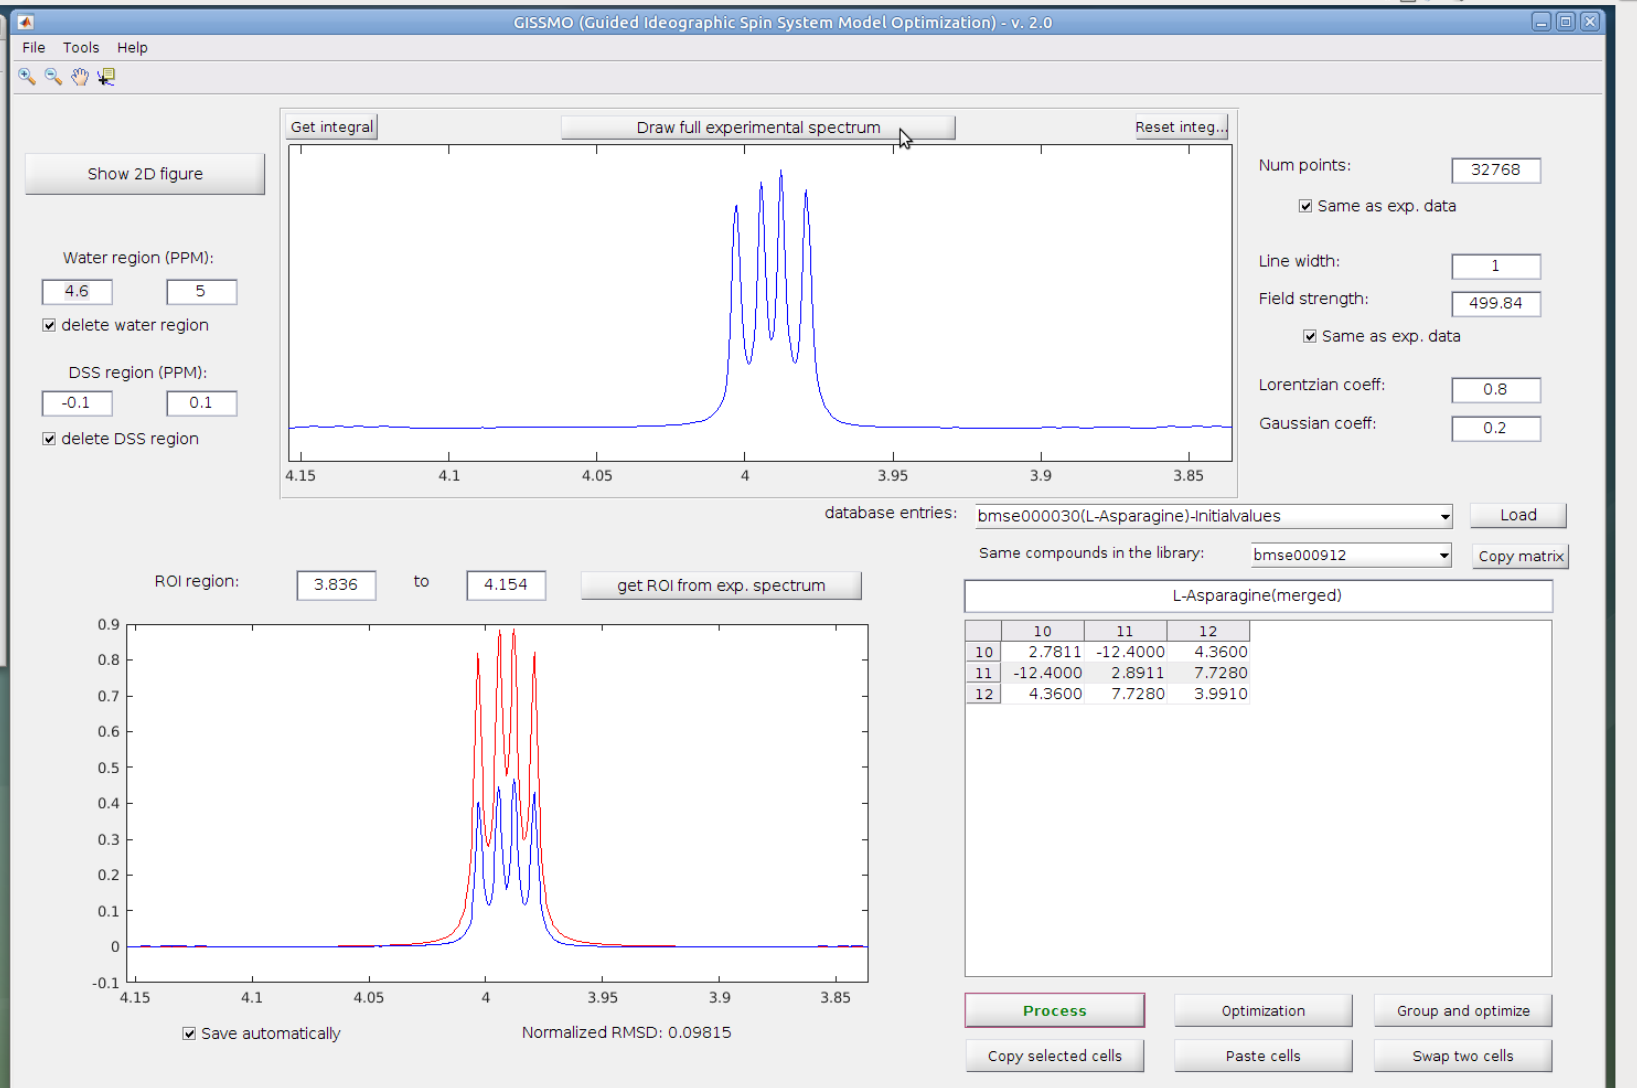 GISSMO (Guided Ideographic Spin System Model Optimization) - v. 2.0
File Tools Help
Get integral
Draw full experimental spectrum
Reset integ...
Show 2D figure
Water region (PPM):
4.6 5
delete water region
DSS region (PPM):
-0.1 0.1
delete DSS region
4.15 4.1 4.05 4 3.95 3.9 3.85
Num points: 32768
Same as exp. data
Line width: 1
Field strength: 499.84
Same as exp. data
Lorentzian coeff: 0.8
Gaussian coeff: 0.2
database entries: bmse000030(L-Asparagine)-Initialvalues Load
Same compounds in the library: bmse000912 Copy matrix
ROI region: 3.836 to 4.154 get ROI from exp. spectrum
L-Asparagine(merged)
10 11 12
10 2.7811 -12.4000 4.3600
11 -12.4000 2.8911 7.7280
12 4.3600 7.7280 3.9910
0.9
0.8
0.7
0.6
0.5
0.4
0.3
0.2
0.1
0
-0.1
4.15 4.1 4.05 4 3.95 3.9 3.85
Save automatically
Normalized RMSD: 0.09815
Process Optimization Group and optimize
Copy selected cells Paste cells Swap two cells